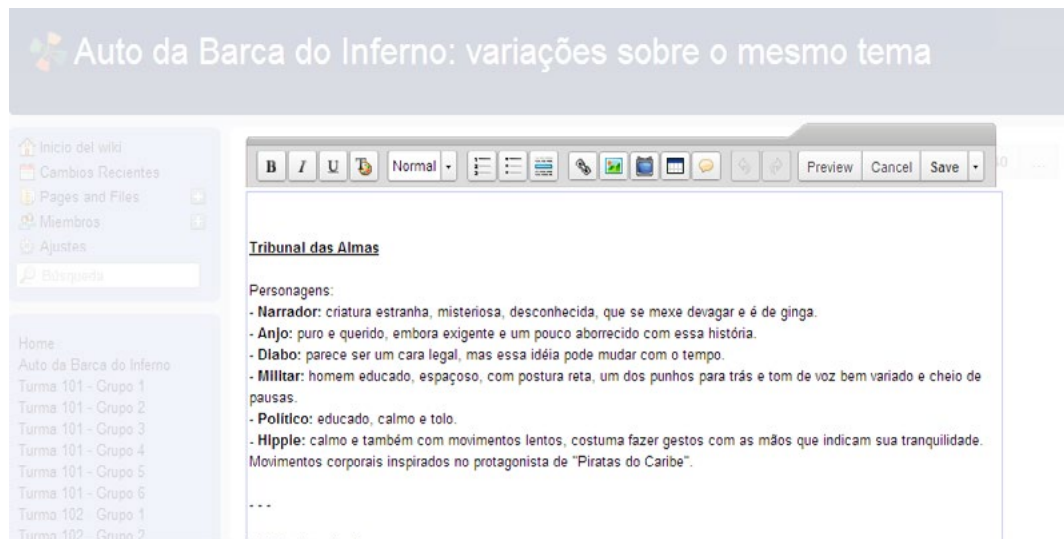 Auto da Barca do Inferno: variações sobre o mesmo tema
Inicio del wiki
Cambios Recientes
Pages and Files
Miembros
Ajustes
Búsqueda
Home
Auto da Barca do Inferno
Turma 101 - Grupo 1
Turma 101 - Grupo 2
Turma 101 - Grupo 3
Turma 101 - Grupo 4
Turma 101 - Grupo 5
Turma 101 - Grupo 6
Turma 102 - Grupo 1
Turma 102 - Grupo 2
B I U T Normal Preview Cancel Save
Tribunal das Almas
Personagens:
- Narrador: criatura estranha, misteriosa, desconhecida, que se mexe devagar e é de ginga.
- Anjo: puro e querido, embora exigente e um pouco aborrecido com essa história.
- Diabo: parece ser um cara legal, mas essa idéia pode mudar com o tempo.
- Militar: homem educado, espaçoso, com postura reta, um dos punhos para trás e tom de voz bem variado e cheio de
pausas.
- Político: educado, calmo e tolo.
- Hippie: calmo e também com movimentos lentos, costuma fazer gestos com as mãos que indicam sua tranquilidade.
Movimentos corporais inspirados no protagonista de "Piratas do Caribe".
- - -